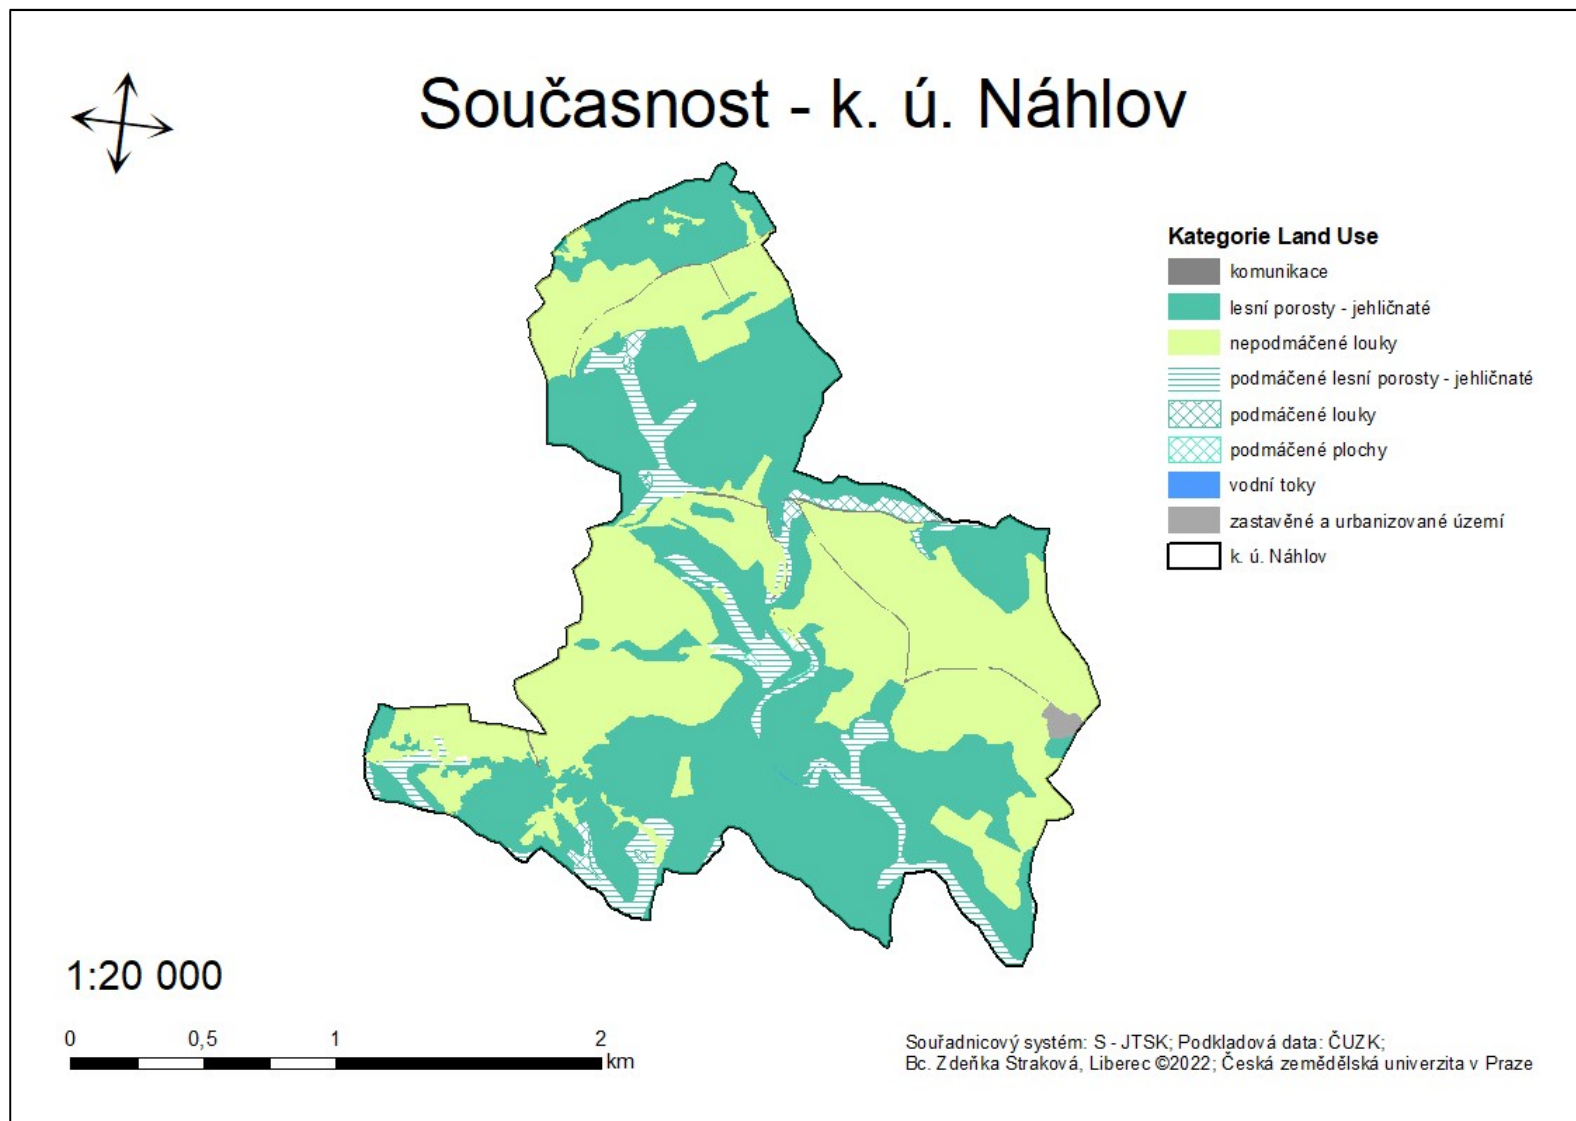 Současnost - k. ú. Náhlov
Kategorie Land Use
komunikace
lesní porosty - jehličnaté
nepodmáčené louky
podmáčené lesní porosty - jehličnaté
podmáčené louky
podmáčené plochy
vodní toky
zastavěné a urbanizované území
k. ú. Náhlov
1:20 000
0 0,5 1 2
km
Souřadnicový systém: S - JTSK; Podkladová data: ČUZK;
Bc. Zdeňka Straková, Liberec ©2022; Česká zemědělská univerzita v Praze